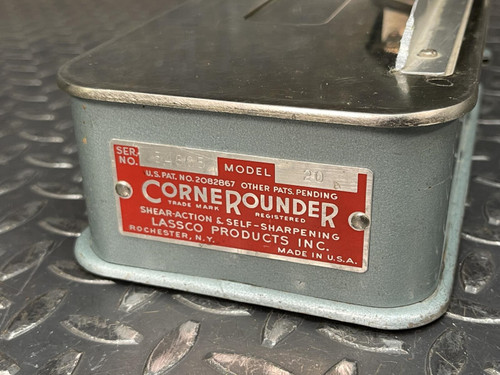 SER. NO. MODEL 20
U.S. PAT. NO. 2082867 OTHER PATS. PENDING
CORNEROUNDER
TRADE MARK REGISTERED
SHEAR-ACTION & SELF-SHARPENING
LASSCO PRODUCTS INC.
ROCHESTER, N.Y. MADE IN U.S.A.